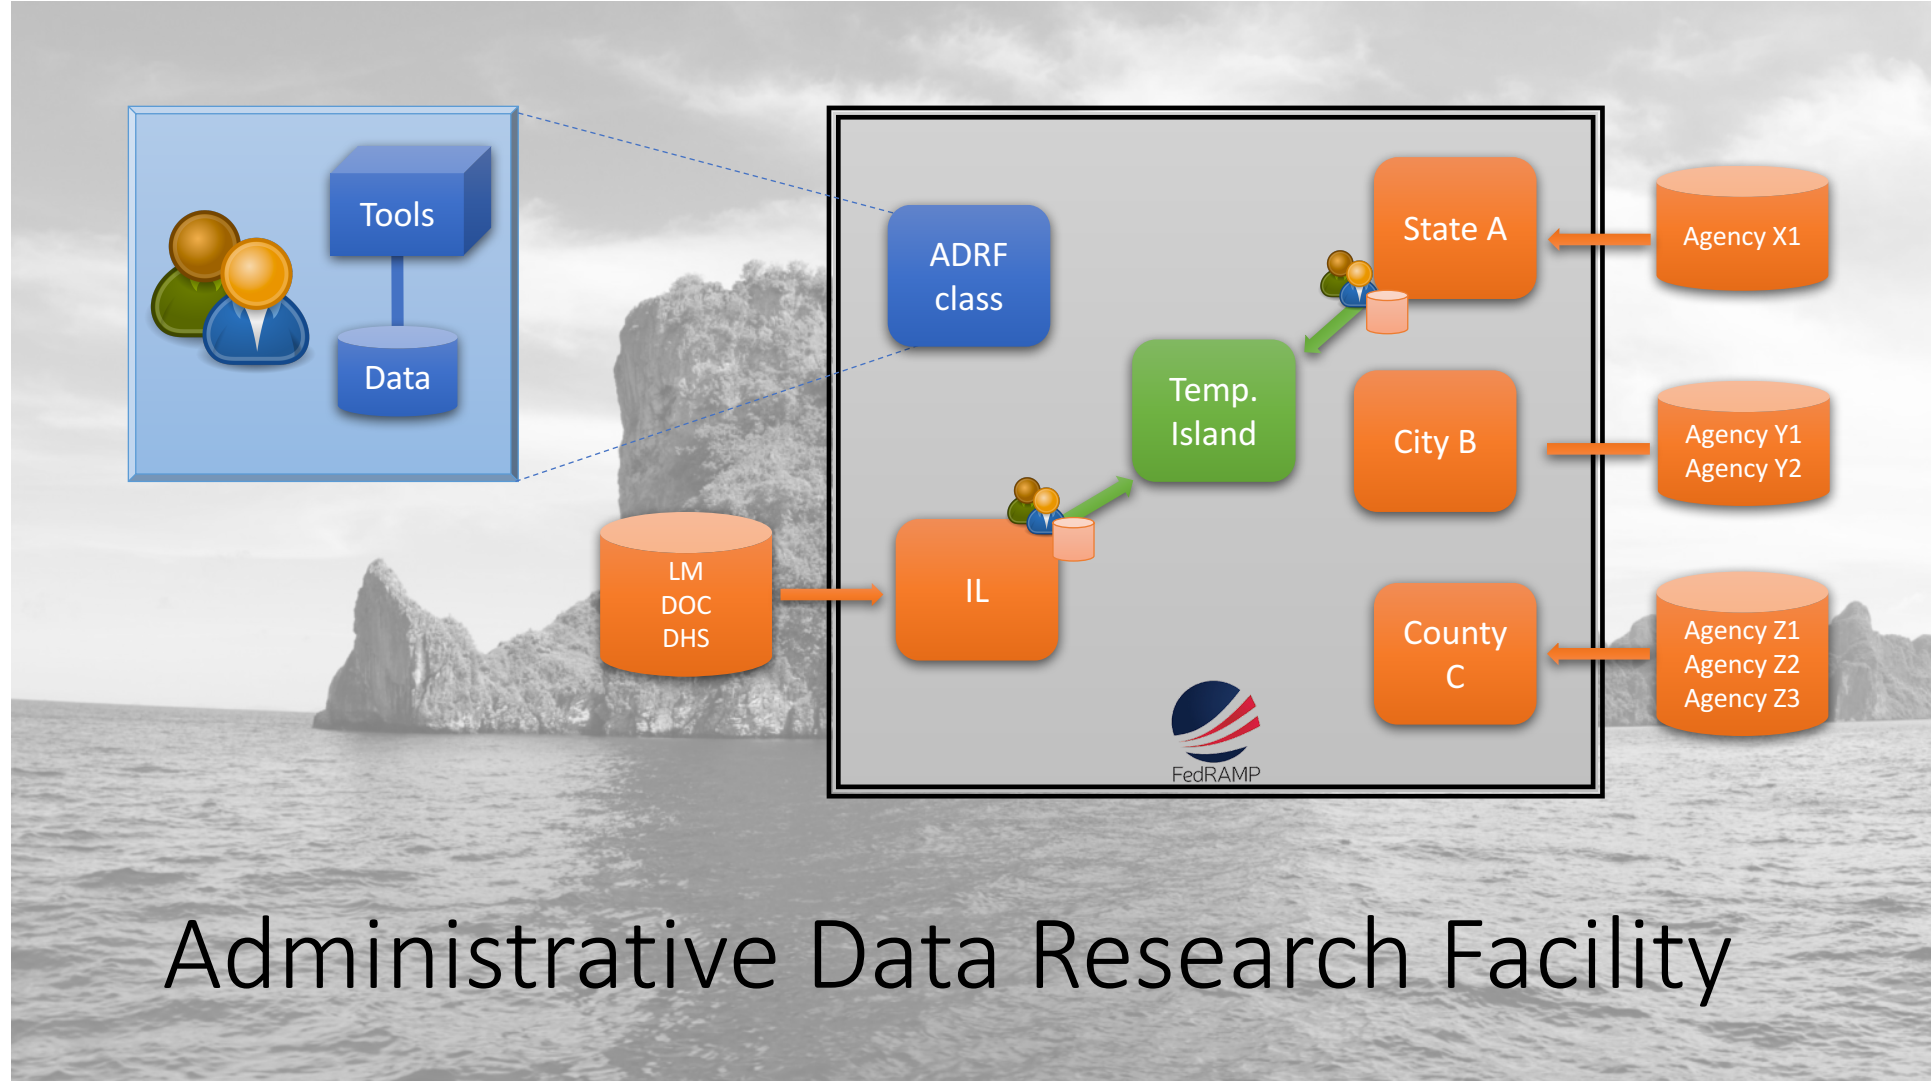 Tools
Data
ADRF
class
State A
Agency X1
Temp.
Island
City B
Agency Y1
Agency Y2
LM
DOC
DHS
IL
County
C
Agency Z1
Agency Z2
Agency Z3
FedRAMP
Administrative Data Research Facility